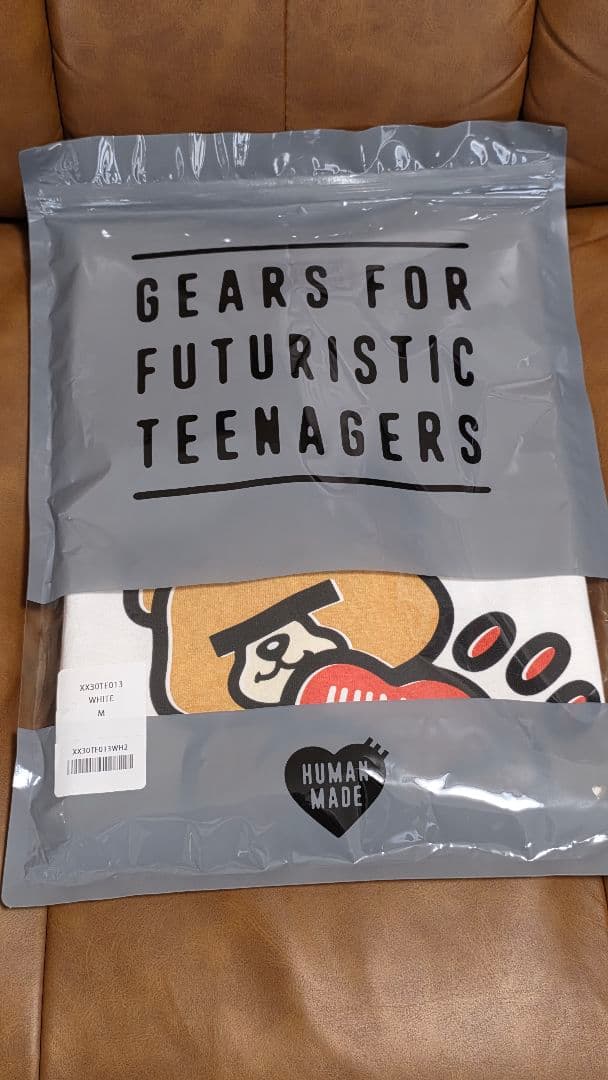 GEARS FOR
FUTURISTIC
TEENAGERS
XX30TE013
WHITE
M
XX30TE013WH2
HUMAN
MADE